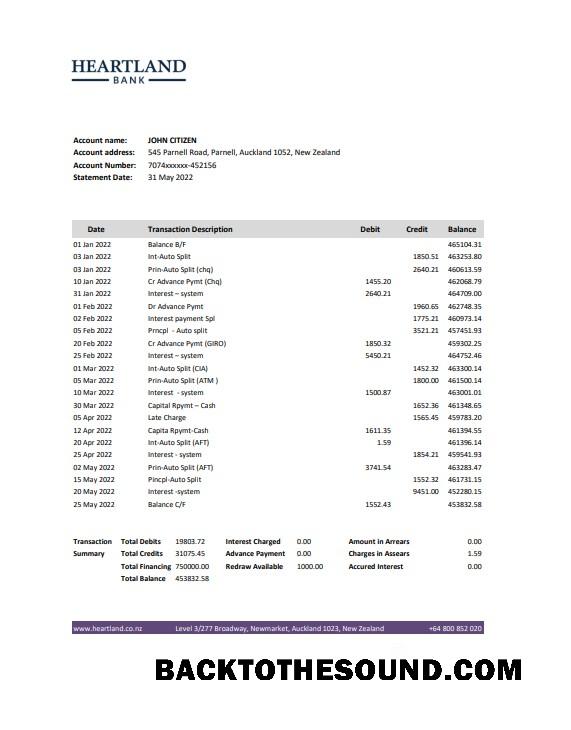 HEARTLAND
BANK
Account name: JOHN CITIZEN
Account address: 545 Parnell Road, Parnell, Auckland 1052, New Zealand
Account Number: 7074xxxxxx-452156
Statement Date: 31 May 2022
Date Transaction Description Debit Credit Balance
01 Jan 2022 Balance B/F 465104.31
03 Jan 2022 Int-Auto Split 1850.51 463253.80
03 Jan 2022 Prin-Auto Split (chq) 2640.21 460613.59
10 Jan 2022 Cr Advance Pymt (Chq) 1455.20 462068.79
31 Jan 2022 Interest – system 2640.21 464709.00
01 Feb 2022 Dr Advance Pymt 1960.65 462748.35
02 Feb 2022 Interest payment Spl 1775.21 460973.14
05 Feb 2022 Prncpl - Auto split 3521.21 457451.93
20 Feb 2022 Cr Advance Pymt (GIRO) 1850.32 459302.25
25 Feb 2022 Interest – system 5450.21 464752.46
01 Mar 2022 Int-Auto Split (CIA) 1452.32 463300.14
05 Mar 2022 Prin-Auto Split (ATM ) 1800.00 461500.14
10 Mar 2022 Interest - system 1500.87 463001.01
30 Mar 2022 Capital Rpymt – Cash 1652.36 461348.65
05 Apr 2022 Late Charge 1565.45 459783.20
12 Apr 2022 Capita Rpymt-Cash 1611.35 461394.55
20 Apr 2022 Int-Auto Split (AFT) 1.59 461396.14
25 Apr 2022 Interest - system 1854.21 459541.93
02 May 2022 Prin-Auto Split (AFT) 3741.54 463283.47
15 May 2022 Pincpl-Auto Split 1552.32 461731.15
20 May 2022 Interest -system 9451.00 452280.15
25 May 2022 Balance C/F 1552.43 453832.58
Transaction Total Debits 19803.72 Interest Charged 0.00 Amount in Arrears 0.00
Summary Total Credits 31075.45 Advance Payment 0.00 Charges in Assears 1.59
Total Financing 750000.00 Redraw Available 1000.00 Accured Interest 0.00
Total Balance 453832.58
www.heartland.co.nz Level 3/277 Broadway, Newmarket, Auckland 1023, New Zealand +64 800 852 020
BACKTOTHESOUND.COM